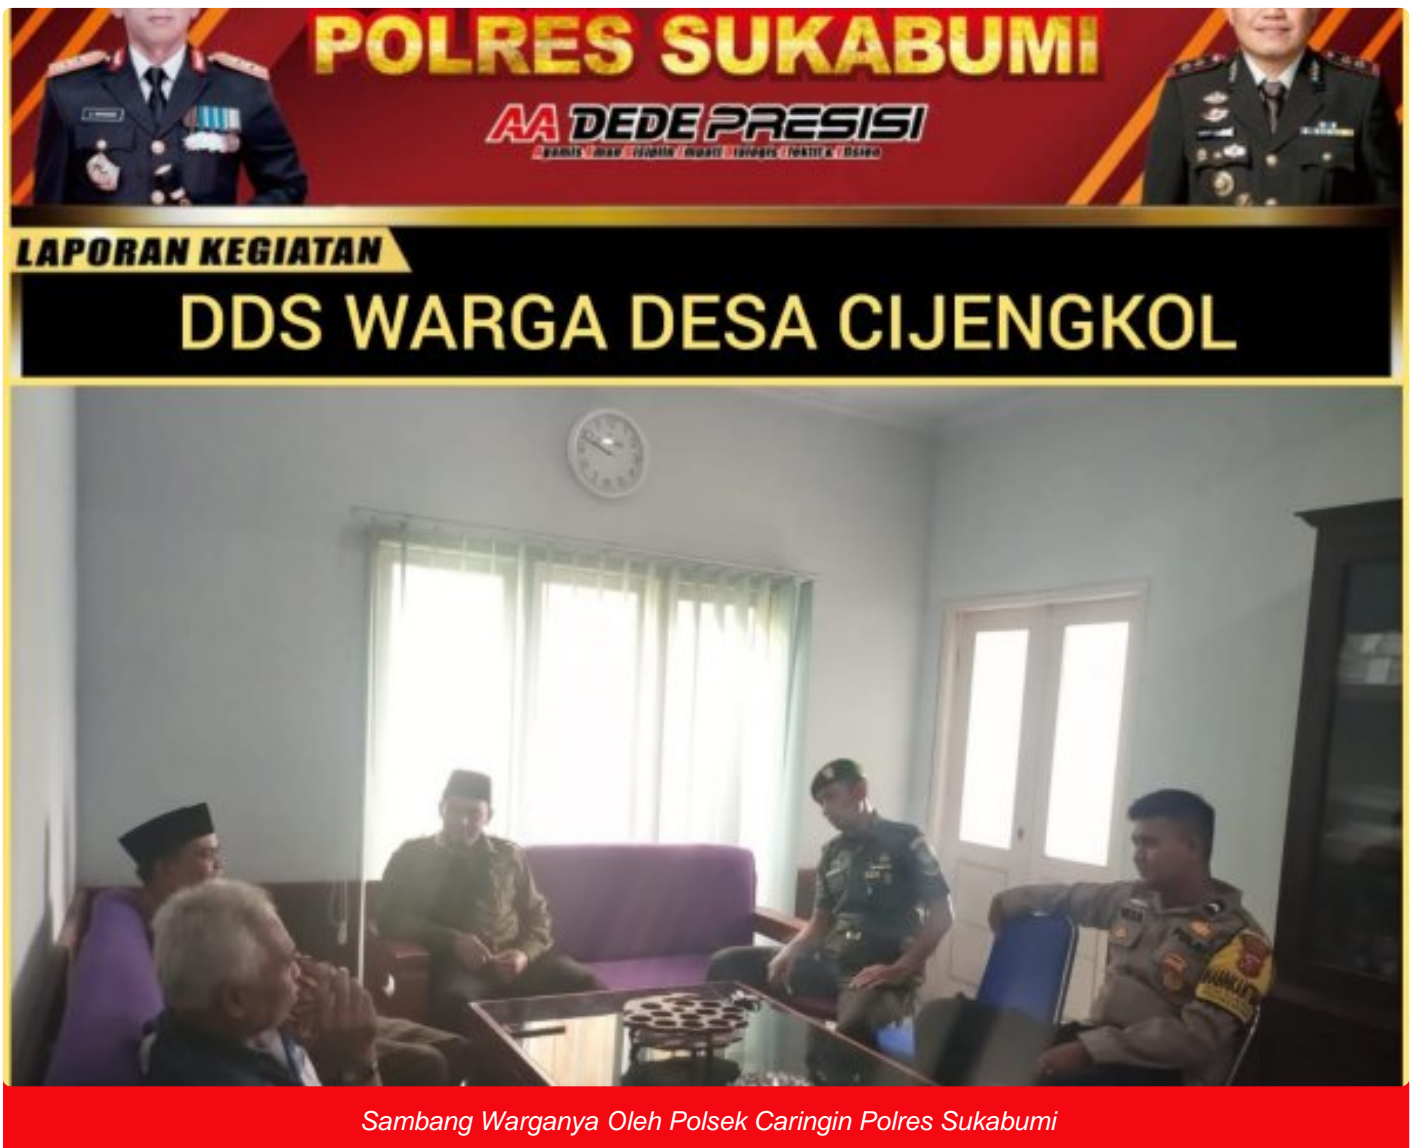 POLRES SUKABUMI
AA DEDE PRESISI
LAPORAN KEGIATAN
DDS WARGA DESA CIJENGKOL
Sambang Warganya Oleh Polsek Caringin Polres Sukabumi